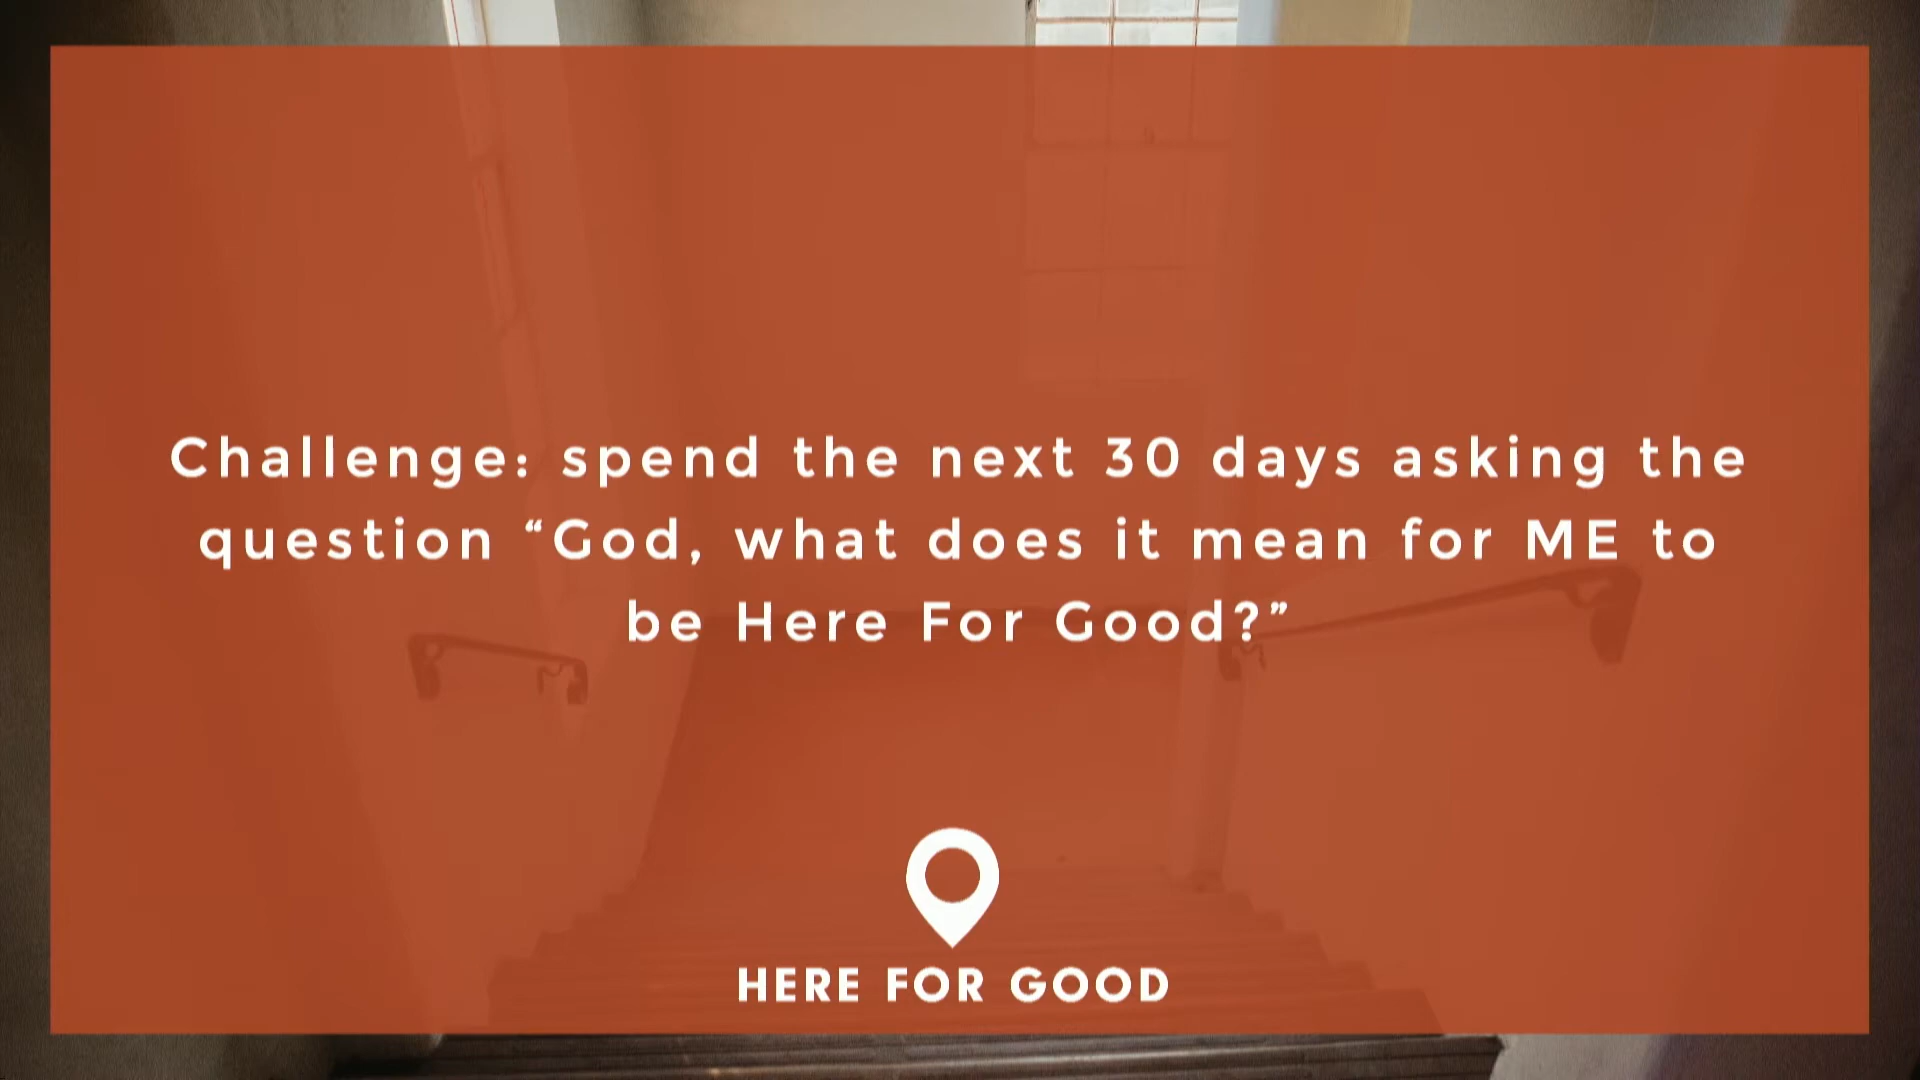 Challenge: spend the next 30 days asking the
question “God, what does it mean for ME to
be Here For Good?”
HERE FOR GOOD